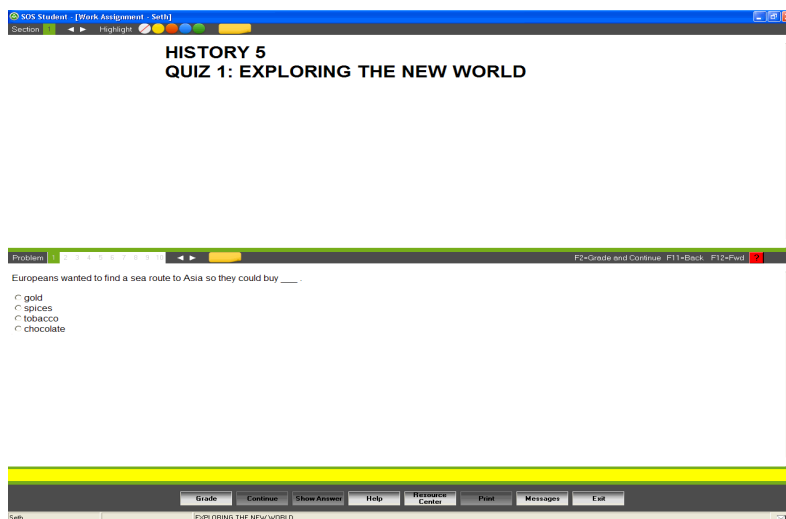 SOS Student - [Work Assignment - Seth]
Section 1 Highlight
HISTORY 5
QUIZ 1: EXPLORING THE NEW WORLD
Problem 1 2 3 4 5 6 7 8 9 10 F2=Grade and Continue F11=Back F12=Fwd ?
Europeans wanted to find a sea route to Asia so they could buy ___ .
gold
spices
tobacco
chocolate
Grade Continue Show Answer Help Resource Center Print Messages Exit
Seth EXPLORING THE NEW WORLD